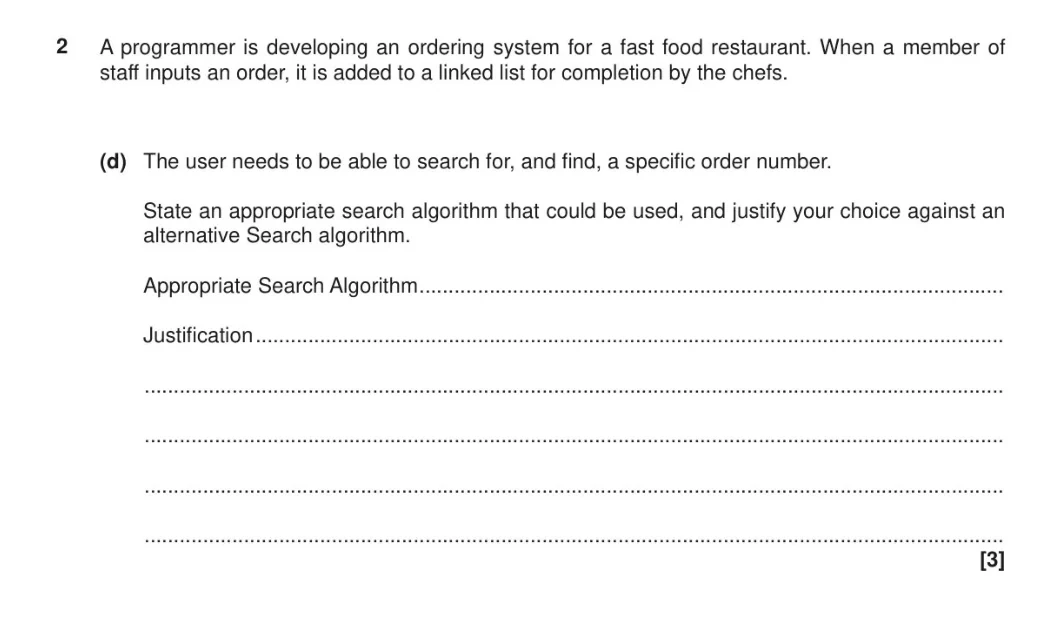 2 A programmer is developing an ordering system for a fast food restaurant. When a member of
staff inputs an order, it is added to a linked list for completion by the chefs.
(d) The user needs to be able to search for, and find, a specific order number.
State an appropriate search algorithm that could be used, and justify your choice against an
alternative Search algorithm.
Appropriate Search Algorithm....................................................................................................
Justification................................................................................................................................
....................................................................................................................................................
....................................................................................................................................................
....................................................................................................................................................
....................................................................................................................................................
[3]